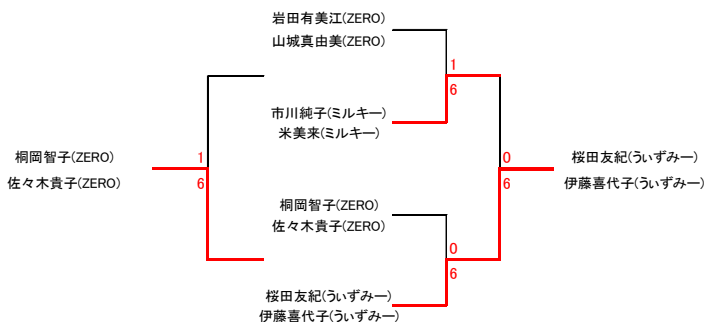 岩田有美江(ZERO)
山城真由美(ZERO)
1
6
市川純子(ミルキー)
米美来(ミルキー)
桐岡智子(ZERO)
佐々木貴子(ZERO)
1
6
0
6
桜田友紀(うぃずみー)
伊藤喜代子(うぃずみー)
桐岡智子(ZERO)
佐々木貴子(ZERO)
0
6
桜田友紀(うぃずみー)
伊藤喜代子(うぃずみー)